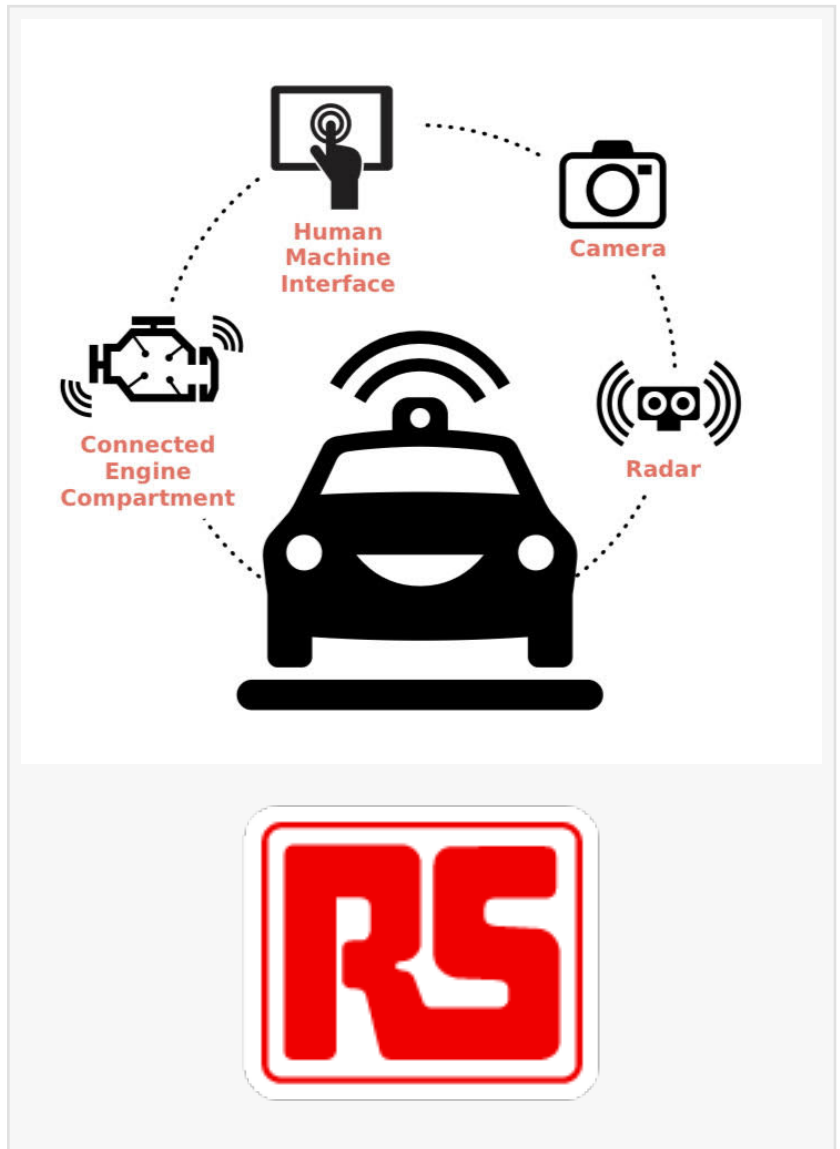 Human
Machine
Interface
Camera
Connected
Engine
Compartment
Radar
RS